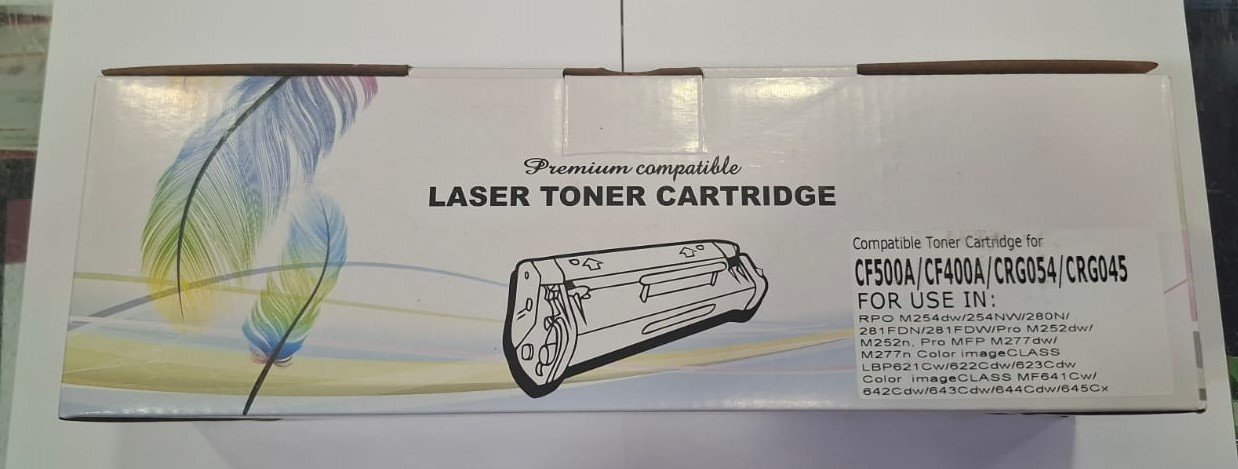 Premium compatible
LASER TONER CARTRIDGE
Compatible Toner Cartridge for
CF500A/CF400A/CRG054/CRG045
FOR USE IN:
RPO M254dw/254NW/280N/
281FDN/281FDW/Pro M252dw/
M252n, Pro MFP M277dw/
M277n Color imageCLASS
LBP621Cw/622Cdw/623Cdw
Color imageCLASS MF641Cw/
642Cdw/643Cdw/644Cdw/645Cx